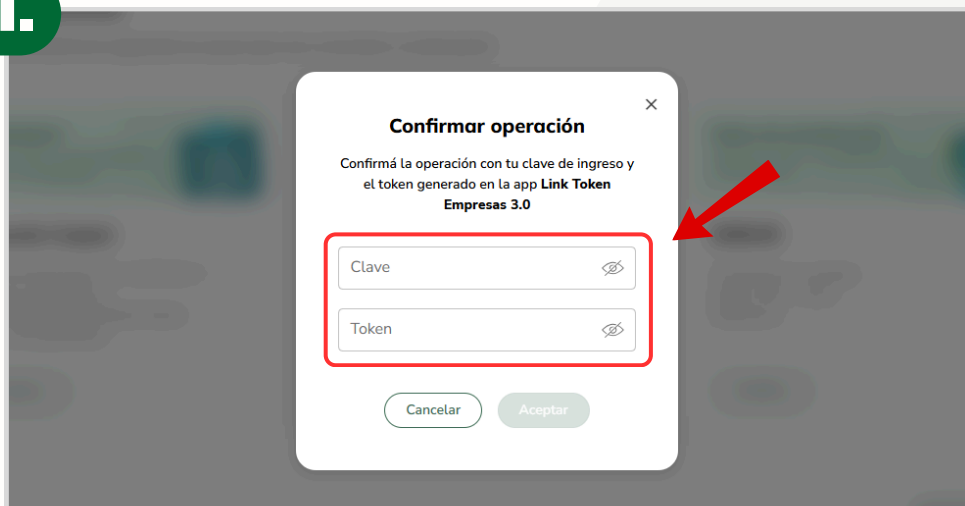 Confirmar operación
Confirmá la operación con tu clave de ingreso y
el token generado en la app Link Token
Empresas 3.0
Clave
Token
Cancelar
Aceptar